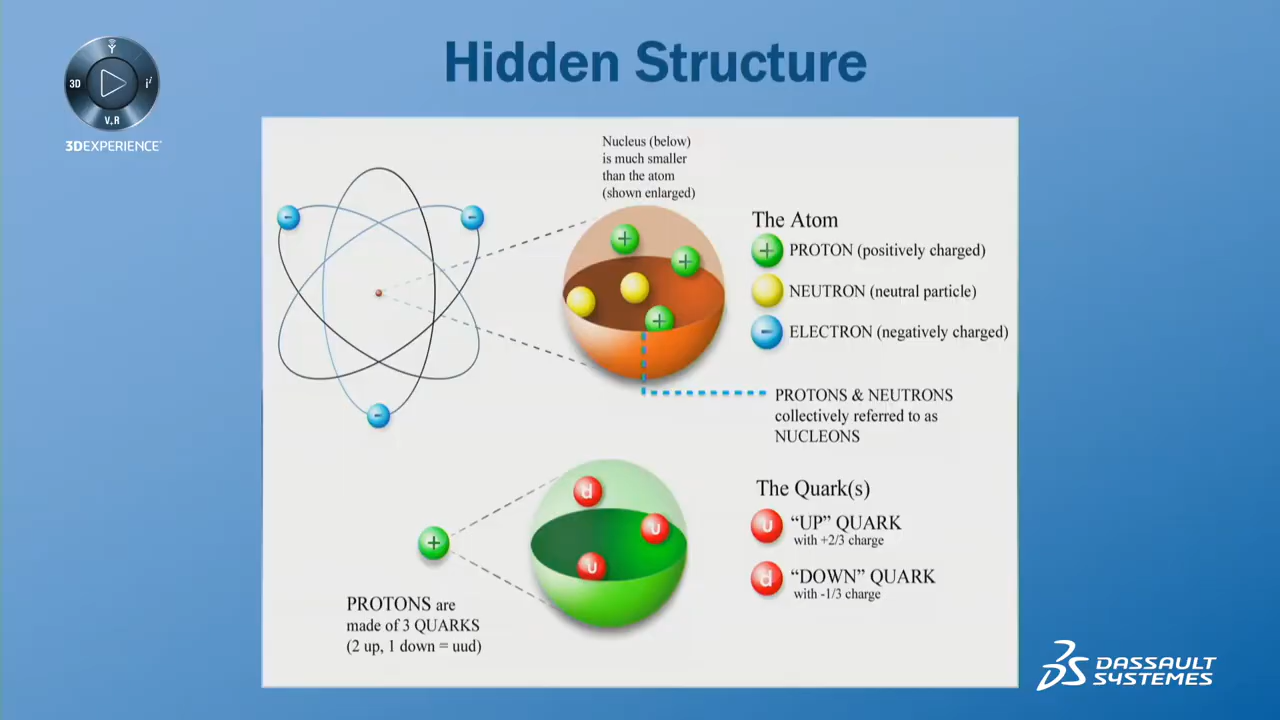 Hidden Structure
3D
i²
V,R
3DEXPERIENCE
Nucleus (below)
is much smaller
than the atom
(shown enlarged)
The Atom
+ PROTON (positively charged)
NEUTRON (neutral particle)
- ELECTRON (negatively charged)
-
-
-
+
+
+
PROTONS & NEUTRONS
collectively referred to as
NUCLEONS
The Quark(s)
u "UP" QUARK
with +2/3 charge
d "DOWN" QUARK
with -1/3 charge
d
u
u
+
PROTONS are
made of 3 QUARKS
(2 up, 1 down = uud)
DS DASSAULT
SYSTEMES